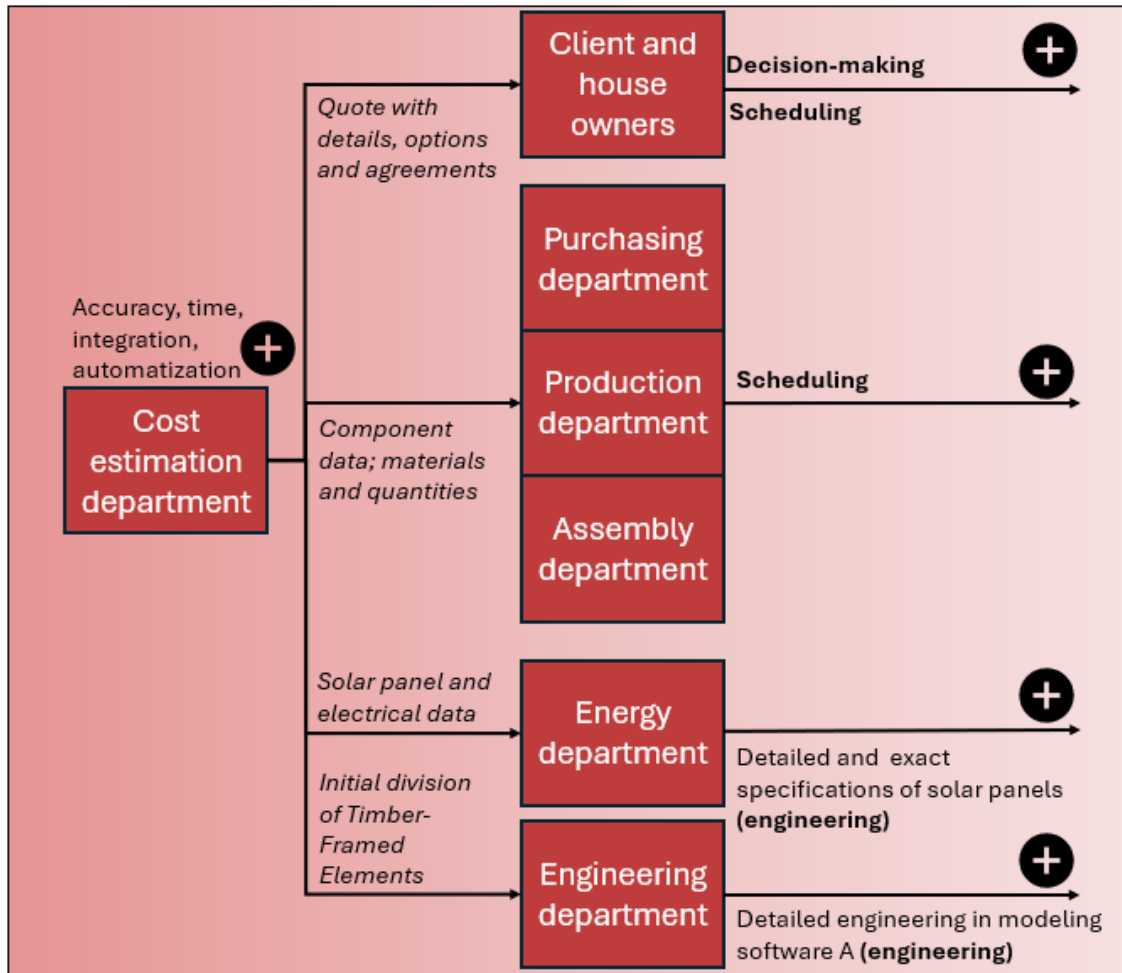 Client and
house
owners
Decision-making
Scheduling
+
Quote with
details, options
and agreements
Purchasing
department
Accuracy, time,
integration,
automatization
+
Cost
estimation
department
Component
data; materials
and quantities
Production
department
Scheduling
+
Assembly
department
Solar panel and
electrical data
Energy
department
+
Detailed and  exact
specifications of solar panels
(engineering)
Initial division
of Timber-
Framed
Elements
Engineering
department
+
Detailed engineering in modeling
software A (engineering)